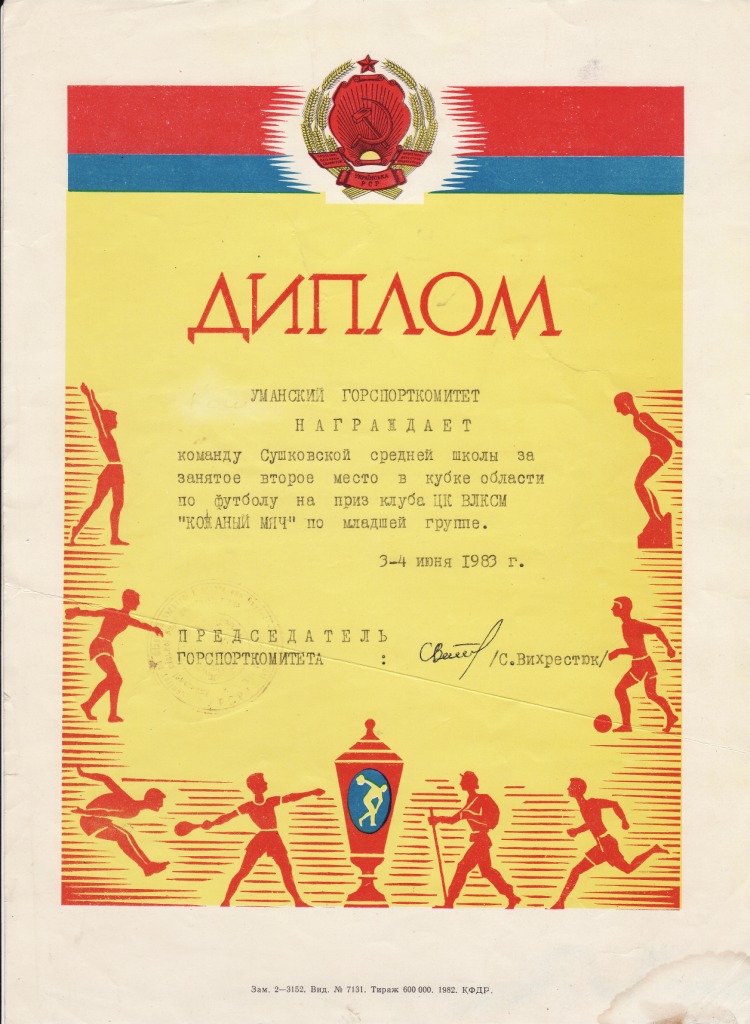 УКРАЇНСЬКА
РСР
ДИПЛОМ
УМАНСКИЙ ГОРСПОРТКОМИТЕТ
НАГРАЖДАЕТ
команду Сушковской средней школы за
занятое второе место в кубке области
по футболу на приз клуба ЦК ВЛКСМ
"КОЖАНЫЙ МЯЧ" по младшей группе.
3-4 июня 1983 г.
ПРЕДСЕДАТЕЛЬ
ГОРСПОРТКОМИТЕТА : /С.Вихрестюк/
Зам. 2—3152. Вид. № 7131. Тираж 600 000. 1982. КФДР.